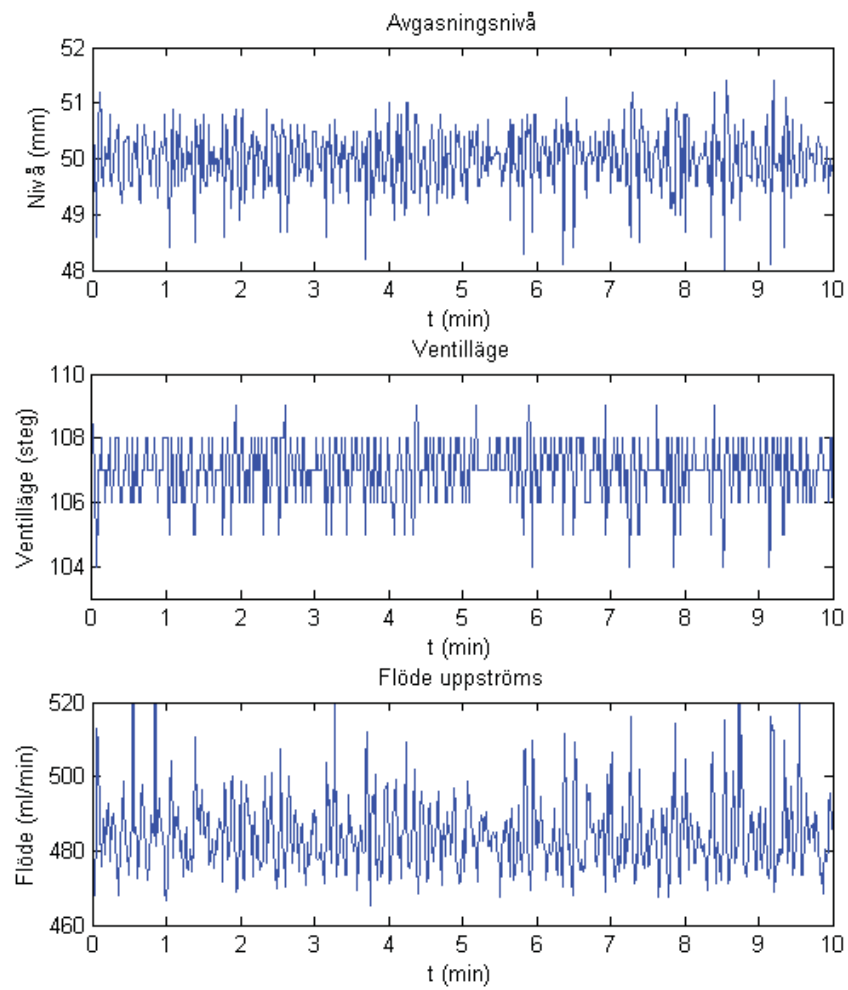 Avgasningsnivå
52
51
50
49
48
Nivå (mm)
0 1 2 3 4 5 6 7 8 9 10
t (min)
Ventilläge
110
108
106
104
Ventilläge (steg)
0 1 2 3 4 5 6 7 8 9 10
t (min)
Flöde uppströms
520
500
480
460
Flöde (ml/min)
0 1 2 3 4 5 6 7 8 9 10
t (min)